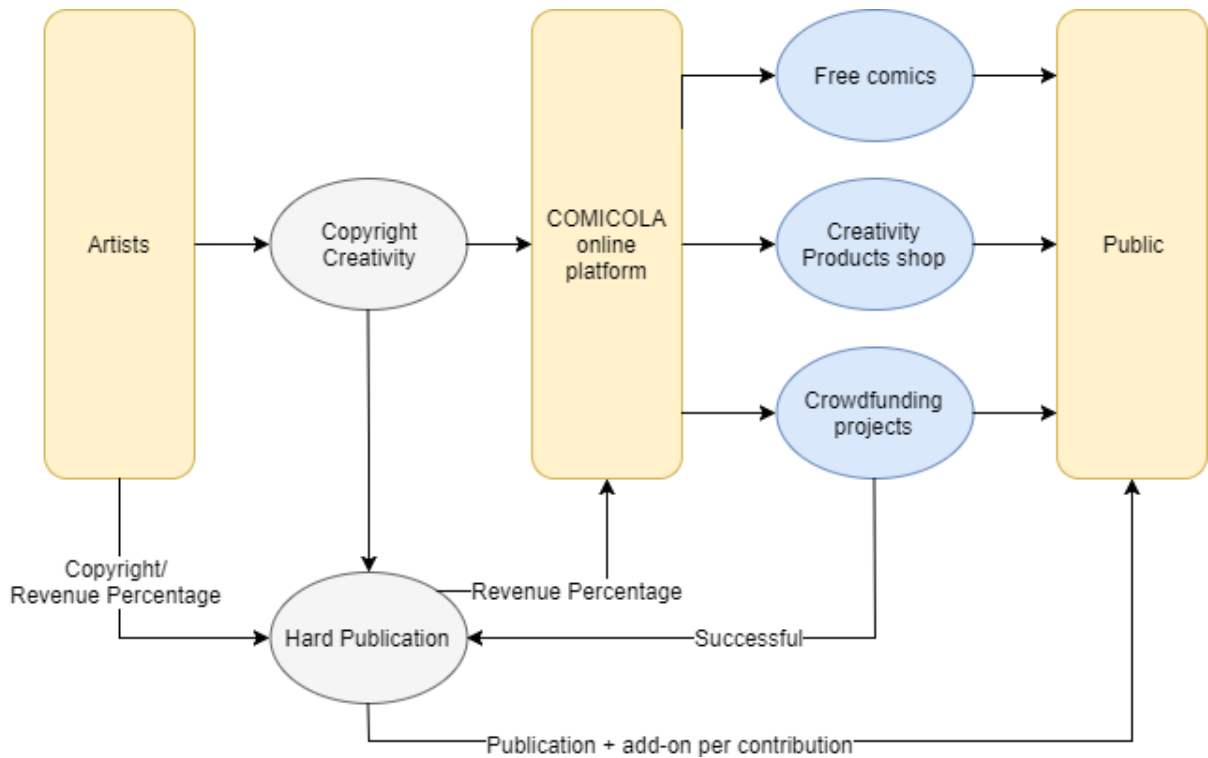 Free comics
Artists
Copyright
Creativity
COMICOLA
online
platform
Creativity
Products shop
Public
Crowdfunding
projects
Copyright/
Revenue Percentage
Revenue Percentage
Hard Publication
Successful
Publication + add-on per contribution